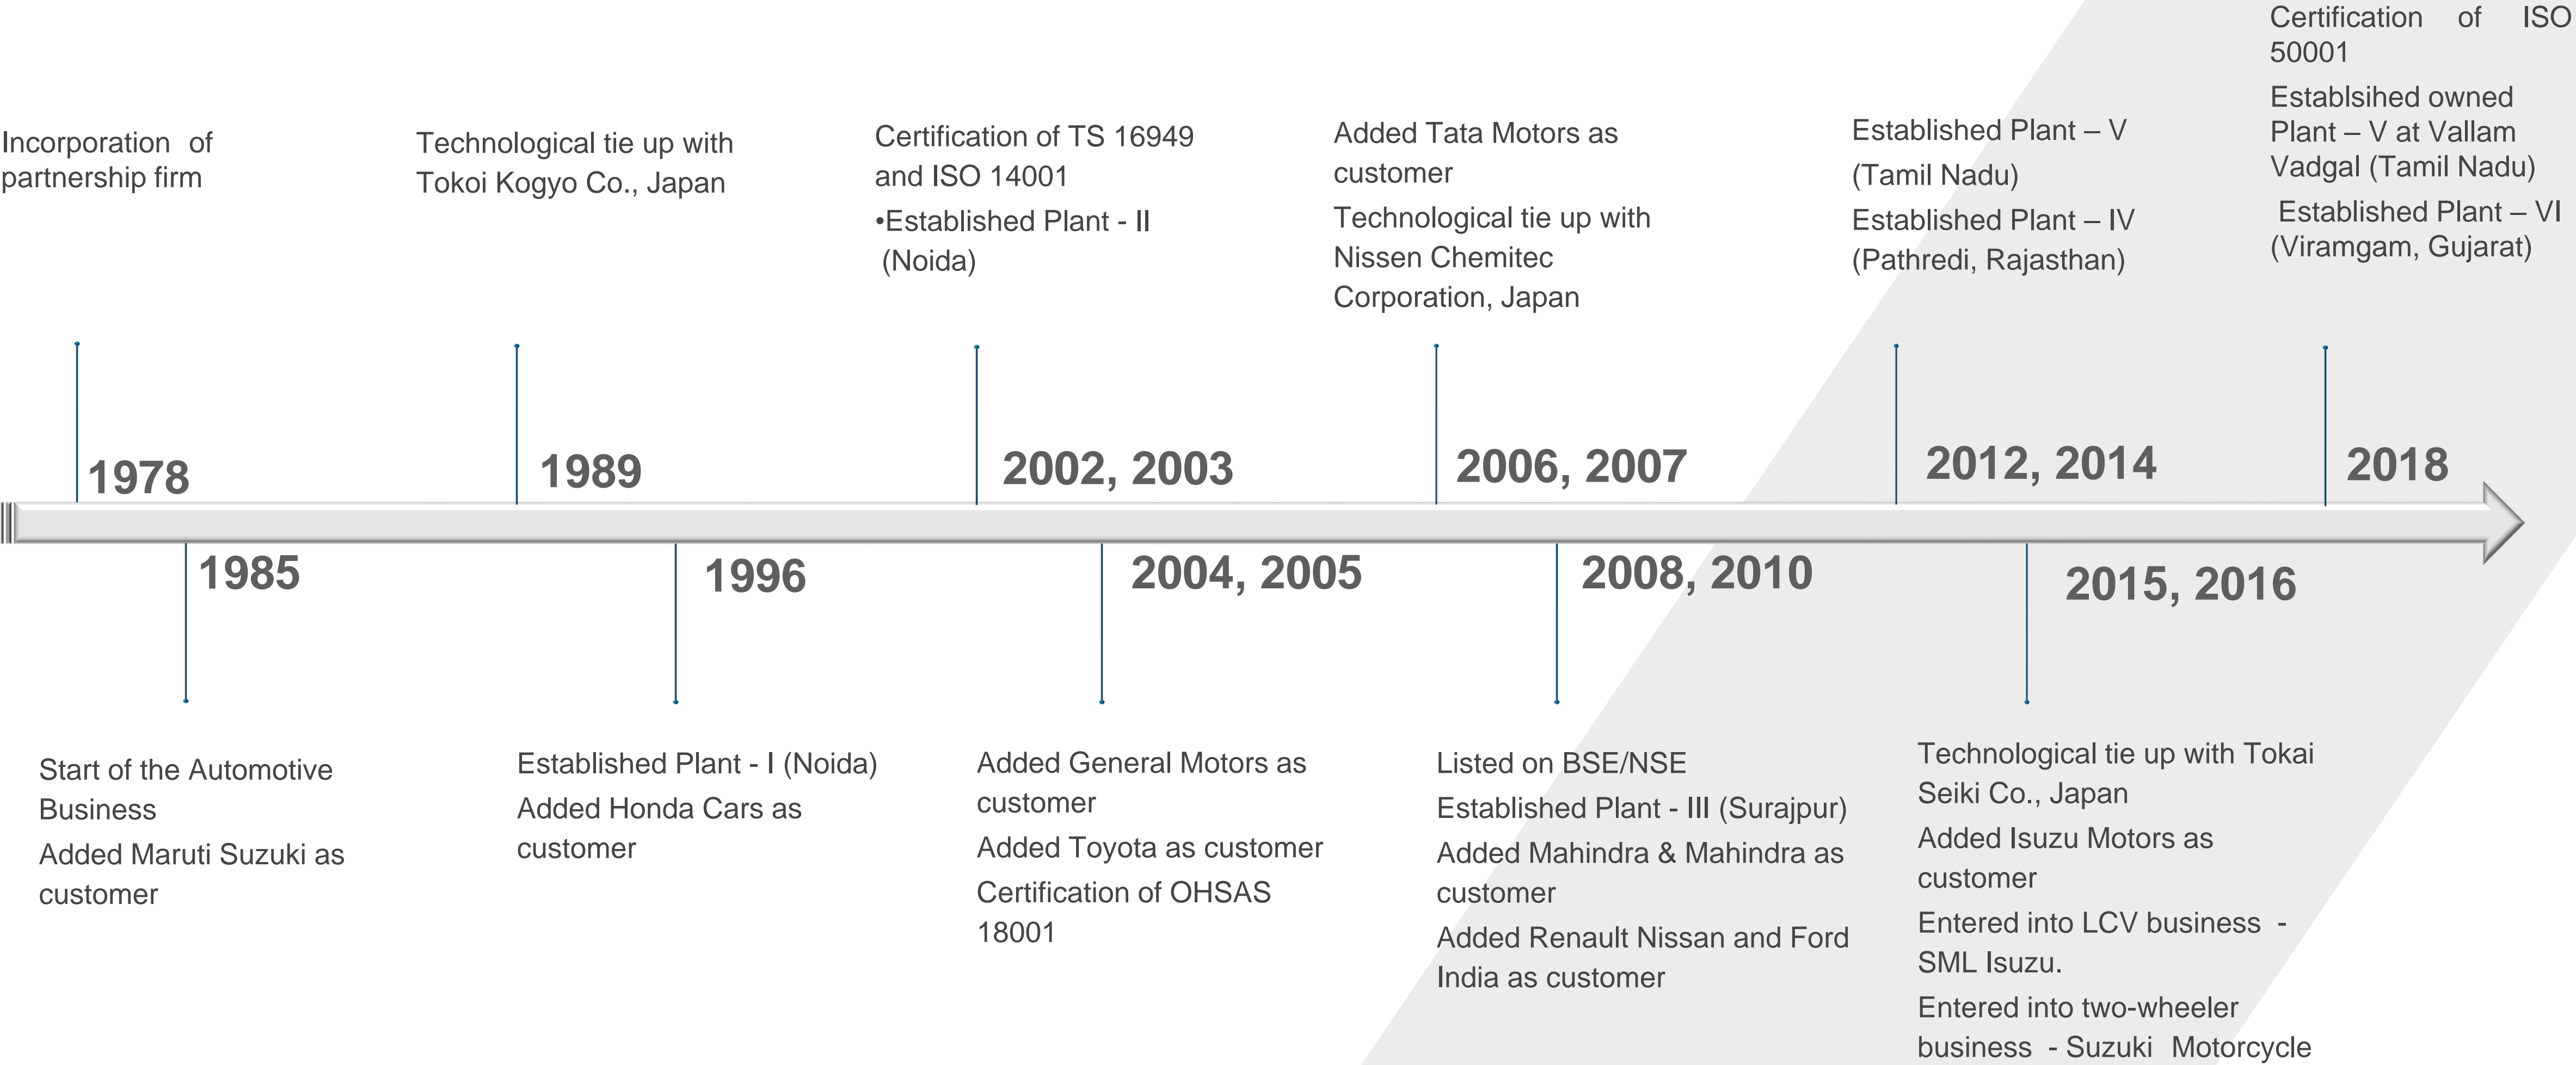 Incorporation of
partnership firm
1978
Start of the Automotive
Business
Added Maruti Suzuki as
customer
1985
Technological tie up with
Tokoi Kogyo Co., Japan
1989
Established Plant - I (Noida)
Added Honda Cars as
customer
1996
Certification of TS 16949
and ISO 14001
•Established Plant - II
(Noida)
2002, 2003
Added General Motors as
customer
Added Toyota as customer
Certification of OHSAS
18001
2004, 2005
Added Tata Motors as
customer
Technological tie up with
Nissen Chemitec
Corporation, Japan
2006, 2007
Listed on BSE/NSE
Established Plant - III (Surajpur)
Added Mahindra & Mahindra as
customer
Added Renault Nissan and Ford
India as customer
2008, 2010
Established Plant – V
(Tamil Nadu)
Established Plant – IV
(Pathredi, Rajasthan)
2012, 2014
Technological tie up with Tokai
Seiki Co., Japan
Added Isuzu Motors as
customer
Entered into LCV business -
SML Isuzu.
Entered into two-wheeler
business - Suzuki Motorcycle
2015, 2016
Certification of ISO
50001
Establsihed owned
Plant – V at Vallam
Vadgal (Tamil Nadu)
Established Plant – VI
(Viramgam, Gujarat)
2018